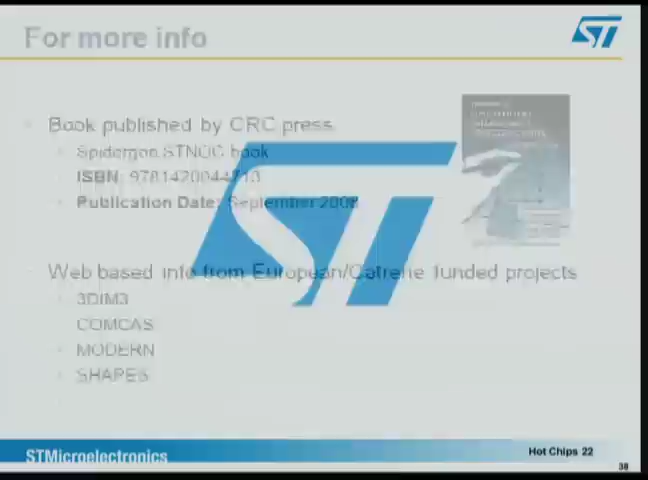 For more info
ST
Book published by CRC press
Spidergon STNOC book
ISBN: 9781420044713
Publication Date: September 2008
Web based info from European/Catrene funded projects
3DIM3
COMCAS
MODERN
SHAPES
STMicroelectronics
Hot Chips 22
38